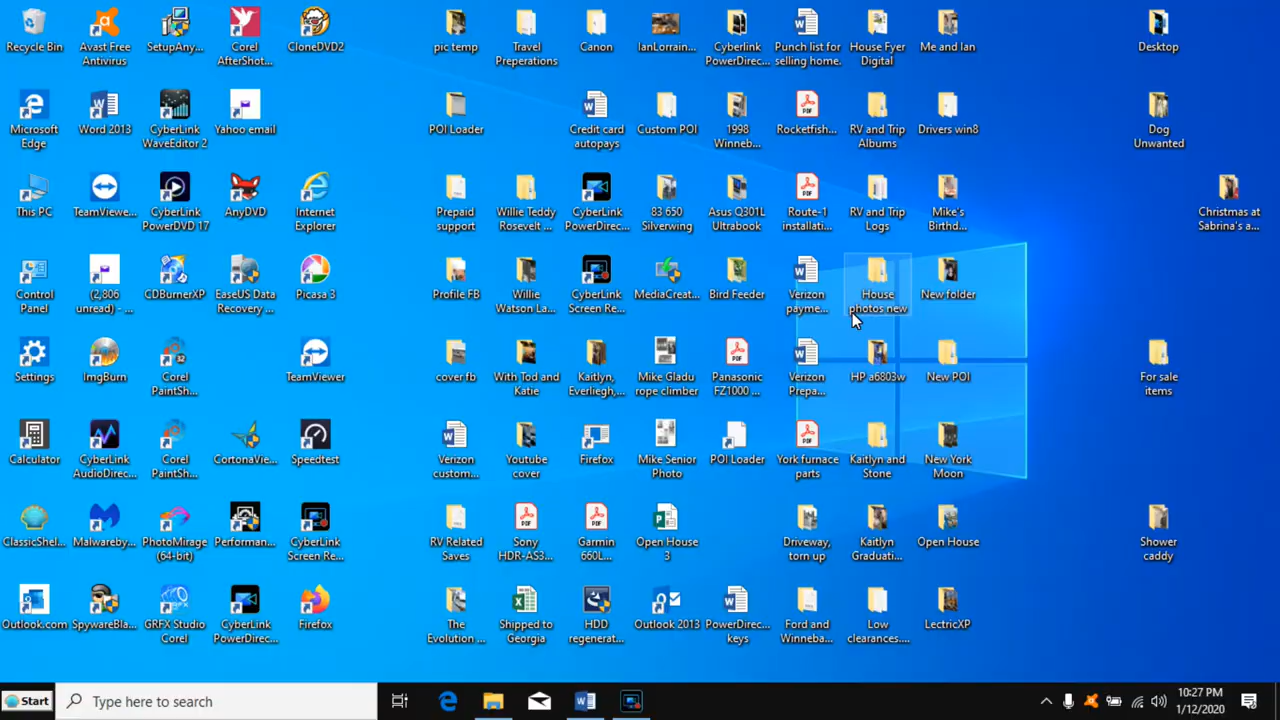 Recycle Bin
Avast Free
Antivirus
SetupAny...
Corel
AfterShot...
CloneDVD2
pic temp
Travel
Preperations
Canon
IanLorrain...
Cyberlink
PowerDirec...
Punch list for
selling home.
House Fyer
Digital
Me and Ian
Desktop
Microsoft
Edge
Word 2013
CyberLink
WaveEditor 2
Yahoo email
POI Loader
Credit card
autopays
Custom POI
1998
Winneb...
Rocketfish...
RV and Trip
Albums
Drivers win8
Dog
Unwanted
This PC
TeamViewe...
CyberLink
PowerDVD 17
AnyDVD
Internet
Explorer
Prepaid
support
Willie Teddy
Rosevelt ...
CyberLink
PowerDirec...
83 650
Silverwing
Asus Q301L
Ultrabook
Route-1
installati...
RV and Trip
Logs
Mike's
Birthd...
Christmas at
Sabrina's a...
Control
Panel
(2,806
unread) - ...
CDBurnerXP
EaseUS Data
Recovery ...
Picasa 3
Profile FB
Willie
Watson La...
CyberLink
Screen Re...
MediaCreat...
Bird Feeder
Verizon
payme...
House
photos new
New folder
Settings
ImgBurn
32
Corel
PaintSh...
TeamViewer
cover fb
With Tod and
Katie
Kaitlyn,
Everliegh,...
Mike Gladu
rope climber
Panasonic
FZ1000 ...
Verizon
Prepa...
HP a6803w
New POI
For sale
items
Calculator
CyberLink
AudioDirec...
Corel
PaintSh...
CortonaVie...
Speedtest
Verizon
custom...
Youtube
cover
Firefox
Mike Senior
Photo
POI Loader
York furnace
parts
Kaitlyn and
Stone
New York
Moon
ClassicShel...
Malwareby...
PhotoMirage
(64-bit)
Performan...
CyberLink
Screen Re...
RV Related
Saves
Sony
HDR-AS3...
Garmin
660L...
Open House
3
Driveway,
torn up
Kaitlyn
Graduati...
Open House
Shower
caddy
Outlook.com
SpywareBla...
GRFX
GRFX Studio
Corel
CyberLink
PowerDirec...
Firefox
The
Evolution ...
Shipped to
Georgia
HDD
regenerat...
Outlook 2013
PowerDirec...
keys
Ford and
Winneba...
Low
clearances....
LectricXP
Start
Type here to search
10:27 PM
1/12/2020